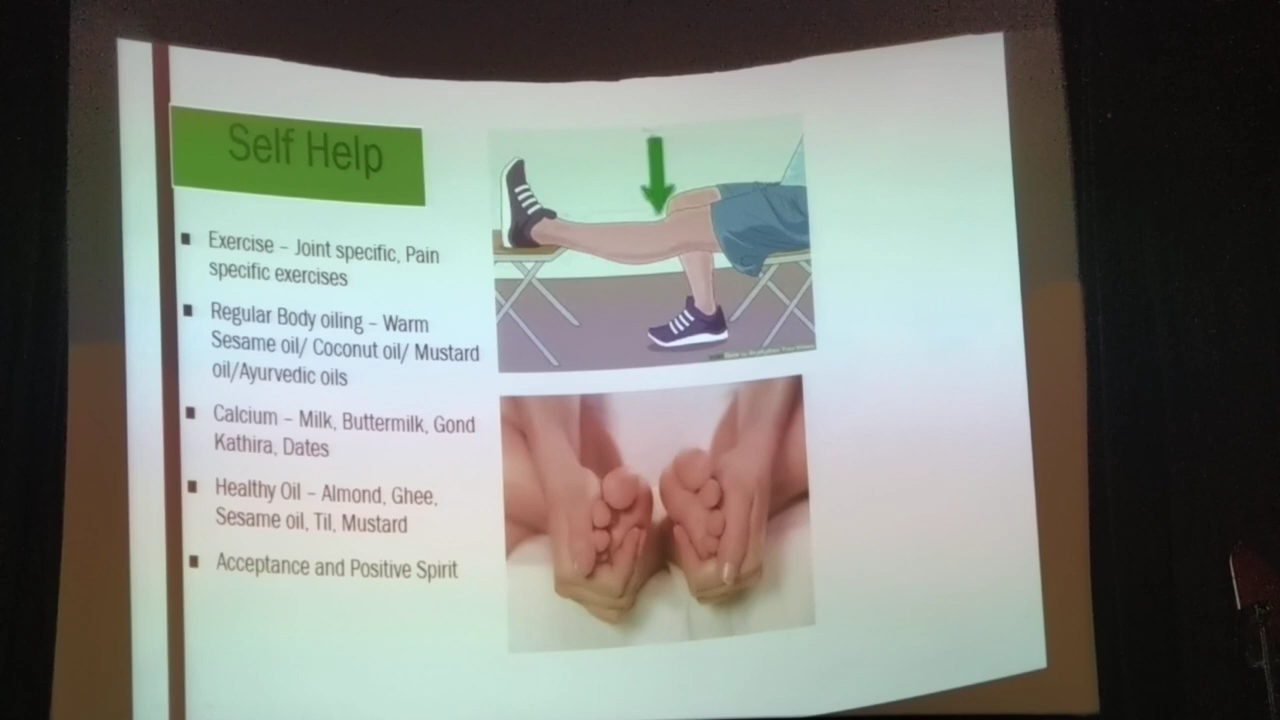 Self Help
▪ Exercise – Joint specific, Pain
specific exercises
▪ Regular Body oiling – Warm
Sesame oil/ Coconut oil/ Mustard
oil/Ayurvedic oils
▪ Calcium – Milk, Buttermilk, Gond
Kathira, Dates
▪ Healthy Oil – Almond, Ghee,
Sesame oil, Til, Mustard
▪ Acceptance and Positive Spirit